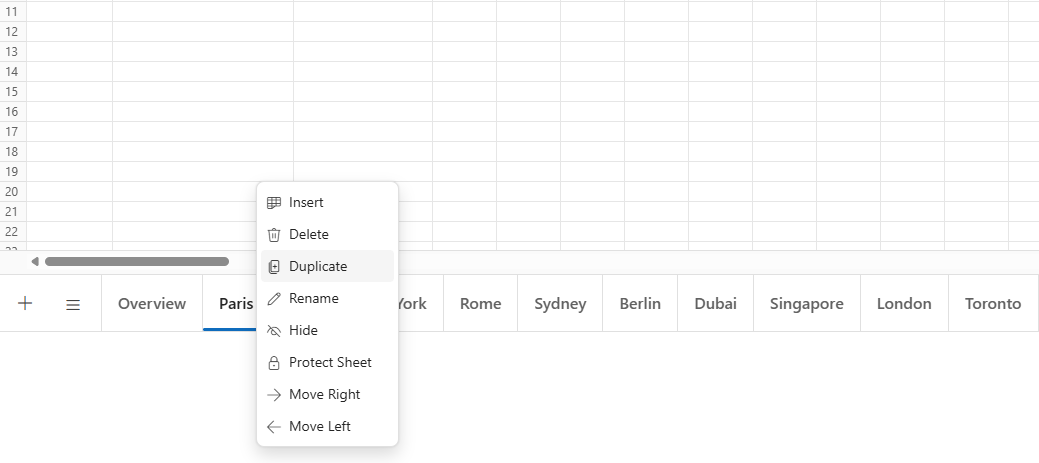 11
12
13
14
15
16
17
18
19
20
21
22
Insert
Delete
Duplicate
Rename
Hide
Protect Sheet
Move Right
Move Left
Overview Paris York Rome Sydney Berlin Dubai Singapore London Toronto